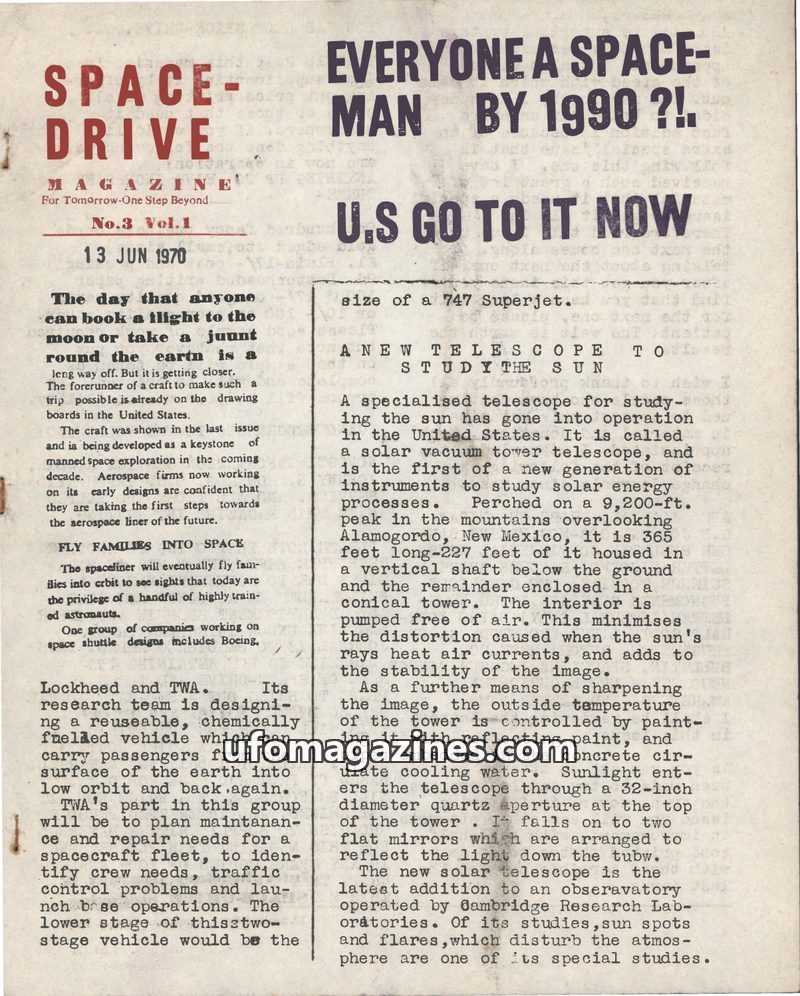 SPACE-
DRIVE
MAGAZINE
For Tomorrow-One Step Beyond
No.3 Vol.1
13 JUN 1970
EVERYONE A SPACE-
MAN BY 1990 ?!.
U.S GO TO IT NOW
The day that anyone
can book a flight to the
moon or take a juunt
round the eartn is a
long way off. But it is getting closer.
The forerunner of a craft to make such a
trip possible is already on the drawing
boards in the United States.
The craft was shown in the last issue
and is being developed as a keystone of
manned space exploration in the coming
decade. Aerospace firms now working
on its early designs are confident that
they are taking the first steps towards
the aerospace liner of the future.
FLY FAMILIES INTO SPACE
The spaceliner will eventually fly fam-
ilies into orbit to see sights that today are
the privilege of a handful of highly train-
ed astronauts.
One group of companies working on
space shuttle designs includes Boeing,
Lockheed and TWA. Its
research team is designi-
ng a reuseable, chemically
fuelled vehicle which can
carry passengers
surface of the earth into
low orbit and back again.
TWA's part in this group
will be to plan maintanan-
ce and repair needs for a
spacecraft fleet, to iden-
tify crew needs, traffic
control problems and lau-
nch base operations. The
lower stage of this two-
stage vehicle would be the
size of a 747 Superjet.
A NEW TELESCOPE TO
STUDY THE SUN
A specialised telescope for study-
ing the sun has gone into operation
in the United States. It is called
a solar vacuum tower telescope, and
is the first of a new generation of
instruments to study solar energy
processes. Perched on a 9,200-ft.
peak in the mountains overlooking
Alamogordo, New Mexico, it is 365
feet long-227 feet of it housed in
a vertical shaft below the ground
and the remainder enclosed in a
conical tower. The interior is
pumped free of air. This minimises
the distortion caused when the sun's
rays heat air currents, and adds to
the stability of the image.
As a further means of sharpening
the image, the outside temperature
of the tower is controlled by paint-
ing it with reflecting paint, and
concrete cir-
ulate cooling water. Sunlight ent-
ers the telescope through a 32-inch
diameter quartz aperture at the top
of the tower . It falls on to two
flat mirrors which are arranged to
reflect the light down the tubw.
The new solar telescope is the
latest addition to an obseravatory
operated by Cambridge Research Lab-
oratories. Of its studies,sun spots
and flares,which disturb the atmos-
phere are one of its special studies.
ufomagazines.com